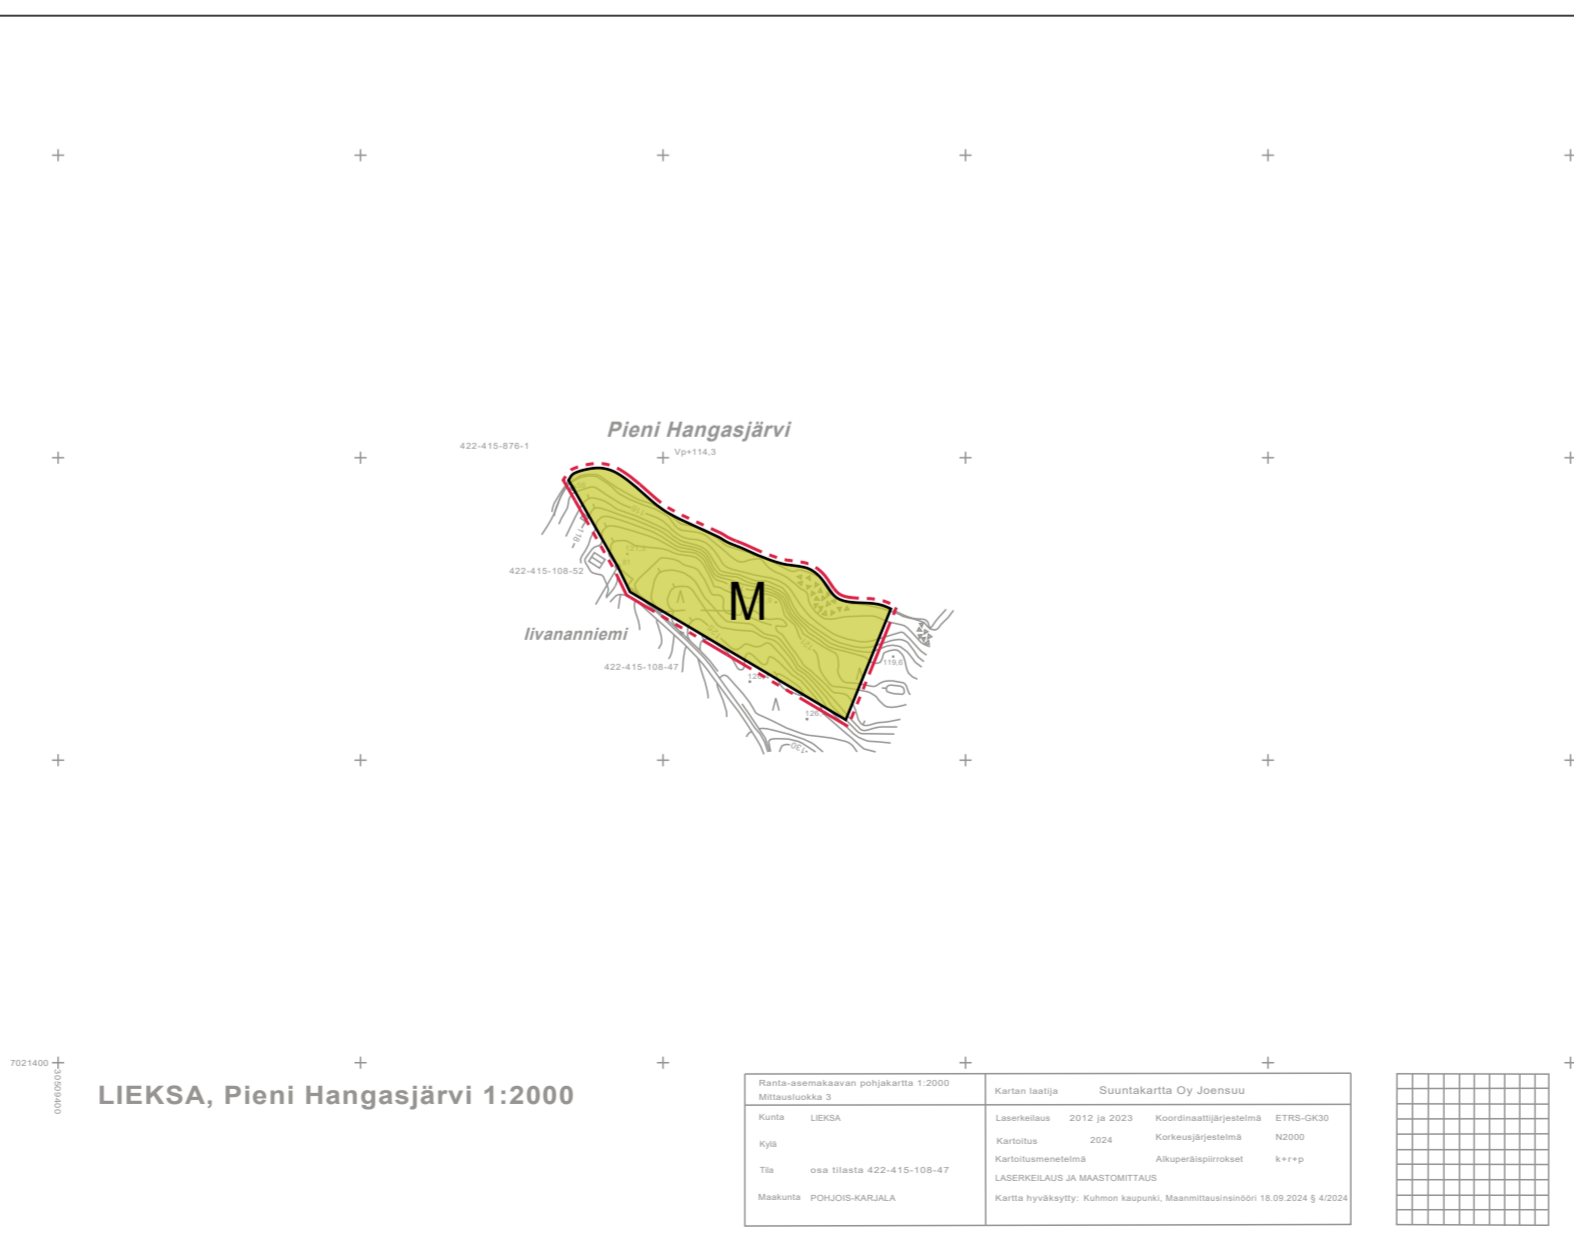 Pieni Hangasjärvi
422-415-876-1
Vp+114,3
118
422-415-108-52
M
Iivananniemi
422-415-108-47
119,6
7021400
30509400
LIEKSA, Pieni Hangasjärvi 1:2000
Ranta-asemakaavan pohjakartta 1:2000
Mittausluokka 3
Kunta LIEKSA
Kylä
Tila osa tilasta 422-415-108-47
Maakunta POHJOIS-KARJALA
Kartan laatija Suuntakartta Oy Joensuu
Laserkeilaus 2012 ja 2023 Koordinaattijärjestelmä ETRS-GK30
Kartoitus 2024 Korkeusjärjestelmä N2000
Kartoitusmenetelmä Alkuperäispiirrokset k+r+p
LASERKEILAUS JA MAASTOMITTAUS
Kartta hyväksytty: Kuhmon kaupunki, Maanmittausinsinööri 18.09.2024 § 4/2024